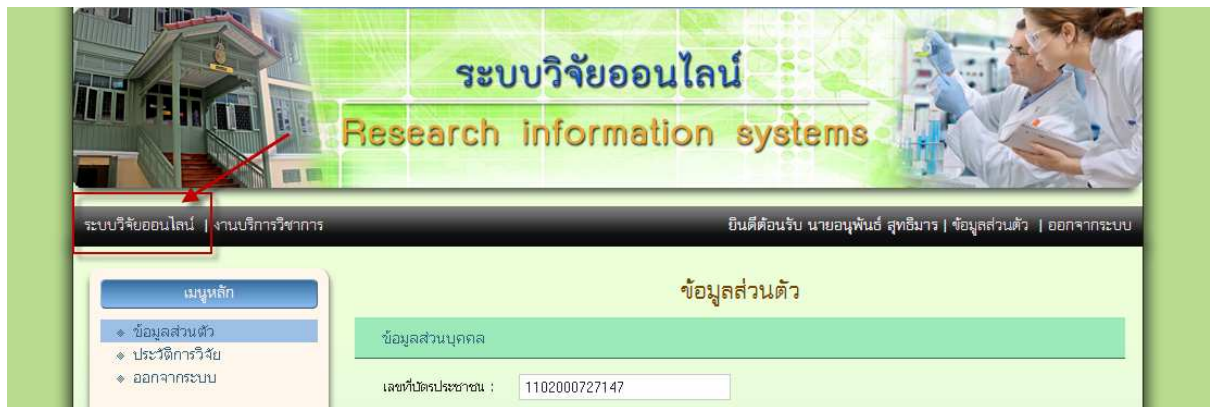 ระบบวิจัยออนไลน์
Research information systems
ระบบวิจัยออนไลน์ | งานบริการวิชาการ
ยินดีต้อนรับ นายอนุพันธ์ สุทธิมาร | ข้อมูลส่วนตัว | ออกจากระบบ
เมนูหลัก
ข้อมูลส่วนตัว
ประวัติการวิจัย
ออกจากระบบ
ข้อมูลส่วนตัว
ข้อมูลส่วนบุคคล
เลขที่บัตรประชาชน : 1102000727147